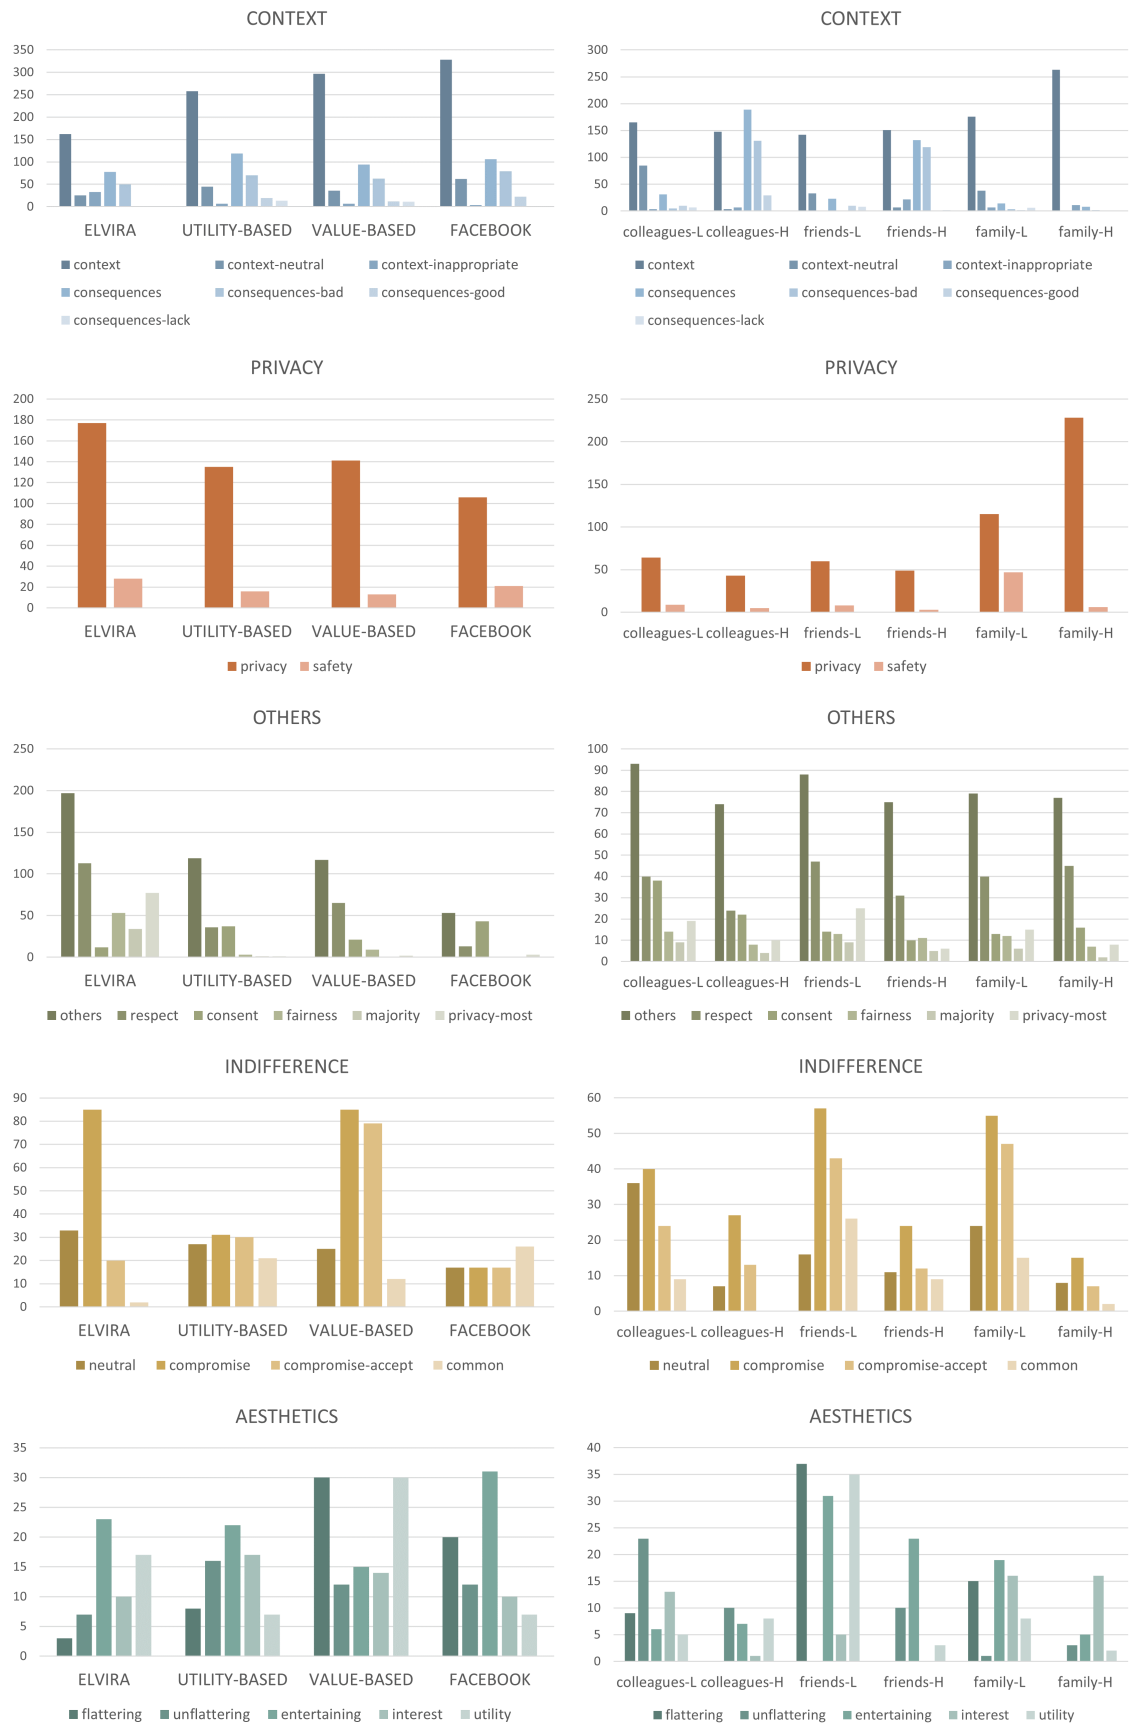 CONTEXT
350
300
250
200
150
100
50
0
ELVIRA UTILITY-BASED VALUE-BASED FACEBOOK
context context-neutral context-inappropriate
consequences consequences-bad consequences-good
consequences-lack
CONTEXT
300
250
200
150
100
50
0
colleagues-L colleagues-H friends-L friends-H family-L family-H
context context-neutral context-inappropriate
consequences consequences-bad consequences-good
consequences-lack
PRIVACY
200
180
160
140
120
100
80
60
40
20
0
ELVIRA UTILITY-BASED VALUE-BASED FACEBOOK
privacy safety
PRIVACY
250
200
150
100
50
0
colleagues-L colleagues-H friends-L friends-H family-L family-H
privacy safety
OTHERS
250
200
150
100
50
0
ELVIRA UTILITY-BASED VALUE-BASED FACEBOOK
others respect consent fairness majority privacy-most
OTHERS
100
90
80
70
60
50
40
30
20
10
0
colleagues-L colleagues-H friends-L friends-H family-L family-H
others respect consent fairness majority privacy-most
INDIFFERENCE
90
80
70
60
50
40
30
20
10
0
ELVIRA UTILITY-BASED VALUE-BASED FACEBOOK
neutral compromise compromise-accept common
INDIFFERENCE
60
50
40
30
20
10
0
colleagues-L colleagues-H friends-L friends-H family-L family-H
neutral compromise compromise-accept common
AESTHETICS
35
30
25
20
15
10
5
0
ELVIRA UTILITY-BASED VALUE-BASED FACEBOOK
flattering unflattering entertaining interest utility
AESTHETICS
40
35
30
25
20
15
10
5
0
colleagues-L colleagues-H friends-L friends-H family-L family-H
flattering unflattering entertaining interest utility